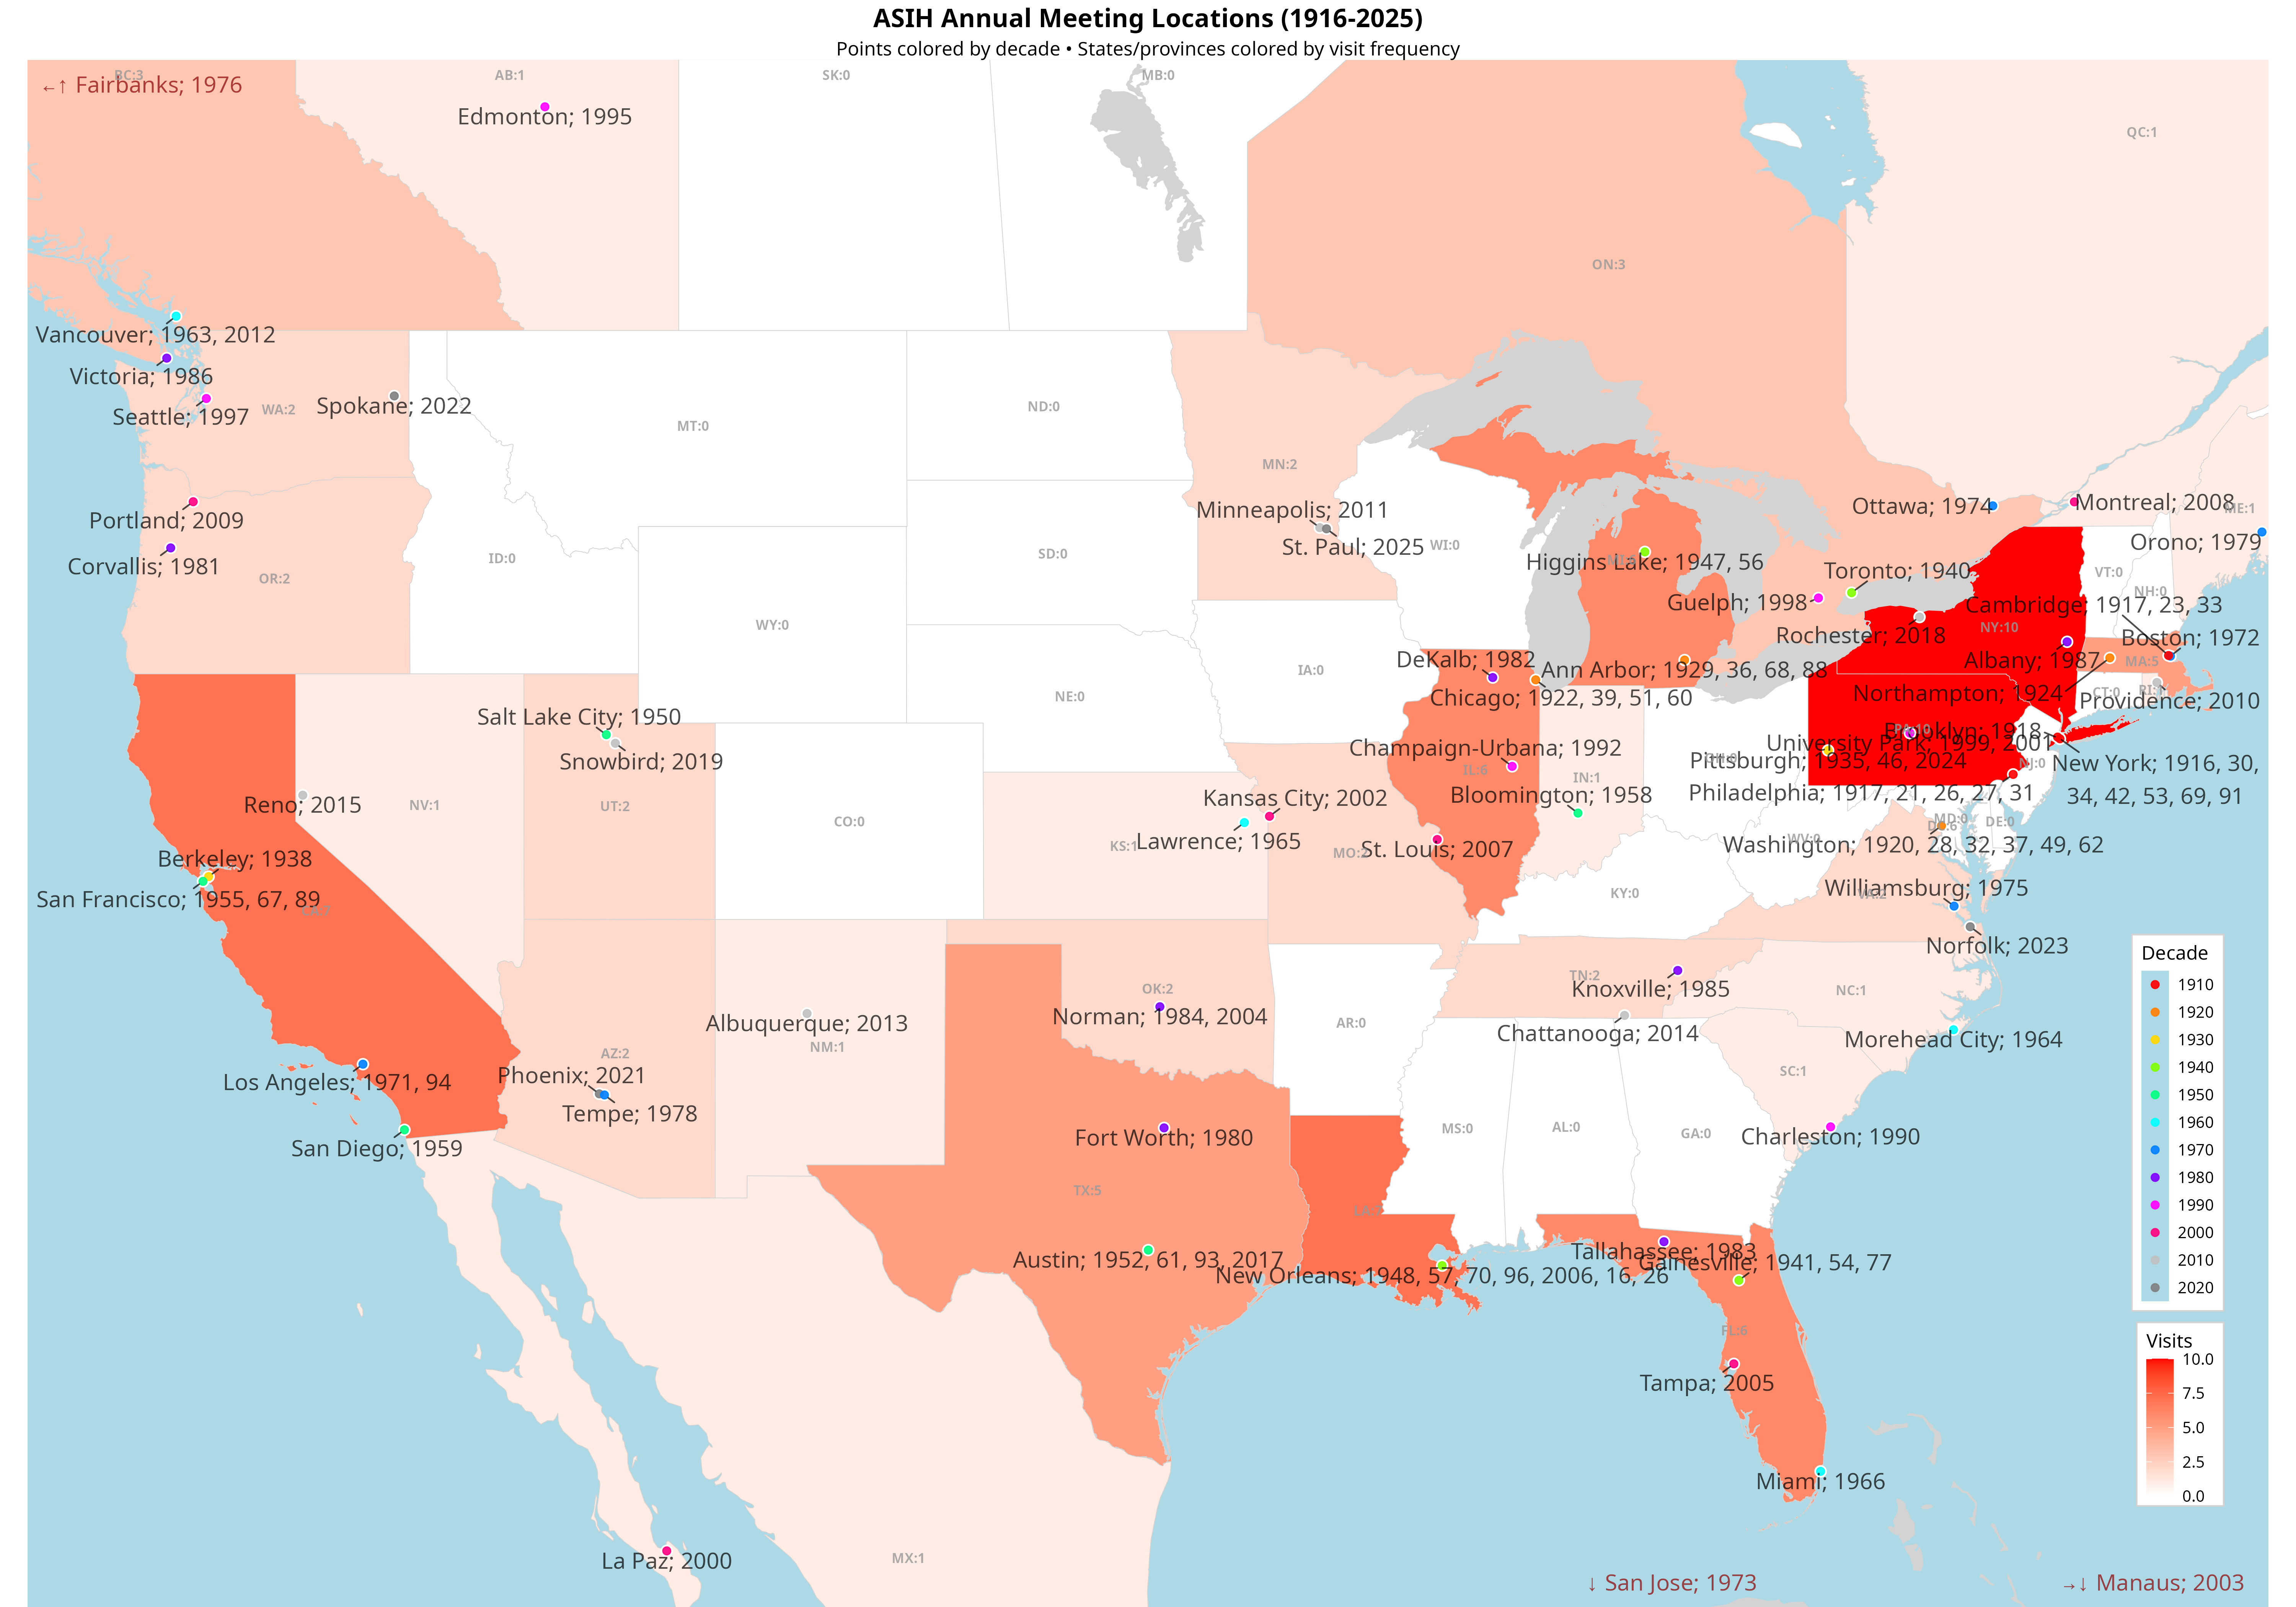 ASIH Annual Meeting Locations (1916-2025)
Points colored by decade • States/provinces colored by visit frequency
BC:3
AB:1
SK:0
MB:0
←↑ Fairbanks; 1976
Edmonton; 1995
QC:1
ON:3
Vancouver; 1963, 2012
Victoria; 1986
Seattle; 1997
WA:2
Spokane; 2022
MT:0
ND:0
MN:2
Portland; 2009
Corvallis; 1981
OR:2
ID:0
SD:0
Minneapolis; 2011
St. Paul; 2025
WI:0
Higgins Lake; 1947, 56
Ottawa; 1974
Montreal; 2008
ME:1
Orono; 1979
Toronto; 1940
VT:0
NH:0
Guelph; 1998
Cambridge; 1917, 23, 33
Rochester; 2018
NY:10
Boston; 1972
WY:0
IA:0
DeKalb; 1982
Ann Arbor; 1929, 36, 68, 88
Albany; 1987
MA:5
NE:0
Chicago; 1922, 39, 51, 60
Northampton; 1924
CT:0
Providence; 2010
Salt Lake City; 1950
Snowbird; 2019
Brooklyn; 1918
University Park; 1999, 2001
Champaign-Urbana; 1992
IL:6
IN:1
Pittsburgh; 1935, 46, 2024
NJ:0
New York; 1916, 30,
34, 42, 53, 69, 91
Reno; 2015
NV:1
UT:2
CO:0
Kansas City; 2002
Bloomington; 1958
Philadelphia; 1917, 21, 26, 27, 31
Lawrence; 1965
KS:1
MO:2
St. Louis; 2007
MD:0
DE:0
WV:0
Washington; 1920, 28, 32, 37, 49, 62
Berkeley; 1938
San Francisco; 1955, 67, 89
KY:0
Williamsburg; 1975
VA:2
Norfolk; 2023
TN:2
Knoxville; 1985
NC:1
OK:2
Norman; 1984, 2004
Albuquerque; 2013
NM:1
AR:0
Chattanooga; 2014
Morehead City; 1964
AZ:2
Phoenix; 2021
Tempe; 1978
Los Angeles; 1971, 94
SC:1
San Diego; 1959
Fort Worth; 1980
MS:0
AL:0
GA:0
Charleston; 1990
TX:5
Austin; 1952, 61, 93, 2017
New Orleans; 1948, 57, 70, 96, 2006, 16, 26
Tallahassee; 1983
Gainesville; 1941, 54, 77
FL:6
Tampa; 2005
Miami; 1966
La Paz; 2000
MX:1
↓ San Jose; 1973
→↓ Manaus; 2003
Decade
1910
1920
1930
1940
1950
1960
1970
1980
1990
2000
2010
2020
Visits
10.0
7.5
5.0
2.5
0.0